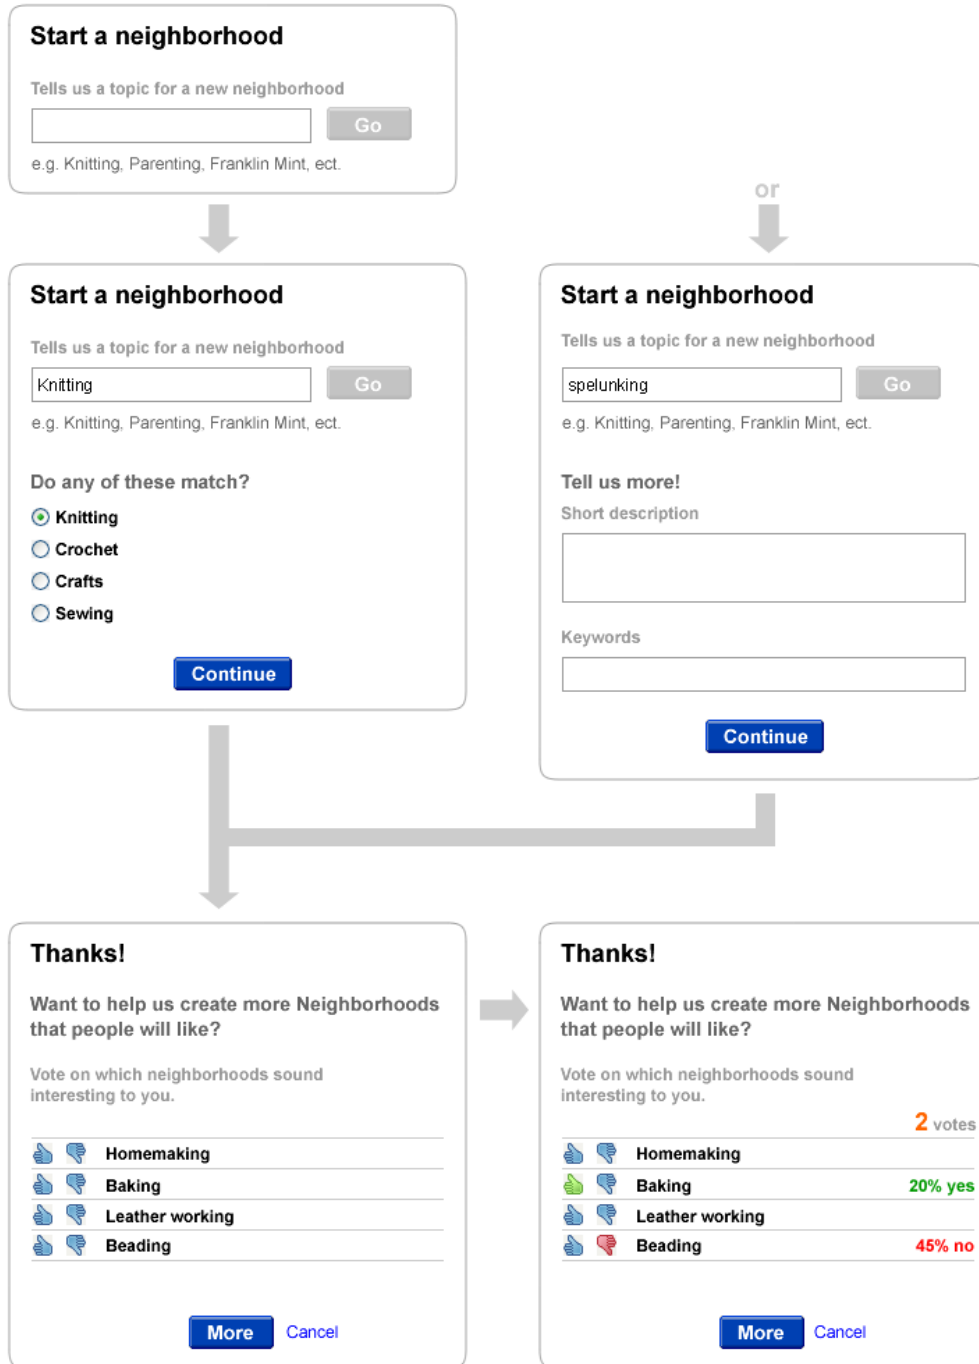 Start a neighborhood
Tells us a topic for a new neighborhood
Go
e.g. Knitting, Parenting, Franklin Mint, ect.
or
Start a neighborhood
Tells us a topic for a new neighborhood
Knitting
Go
e.g. Knitting, Parenting, Franklin Mint, ect.
Do any of these match?
Knitting
Crochet
Crafts
Sewing
Continue
Start a neighborhood
Tells us a topic for a new neighborhood
spelunking
Go
e.g. Knitting, Parenting, Franklin Mint, ect.
Tell us more!
Short description
Keywords
Continue
Thanks!
Want to help us create more Neighborhoods
that people will like?
Vote on which neighborhoods sound
interesting to you.
Homemaking
Baking
Leather working
Beading
More Cancel
Thanks!
Want to help us create more Neighborhoods
that people will like?
Vote on which neighborhoods sound
interesting to you.
2 votes
Homemaking
Baking 20% yes
Leather working
Beading 45% no
More Cancel